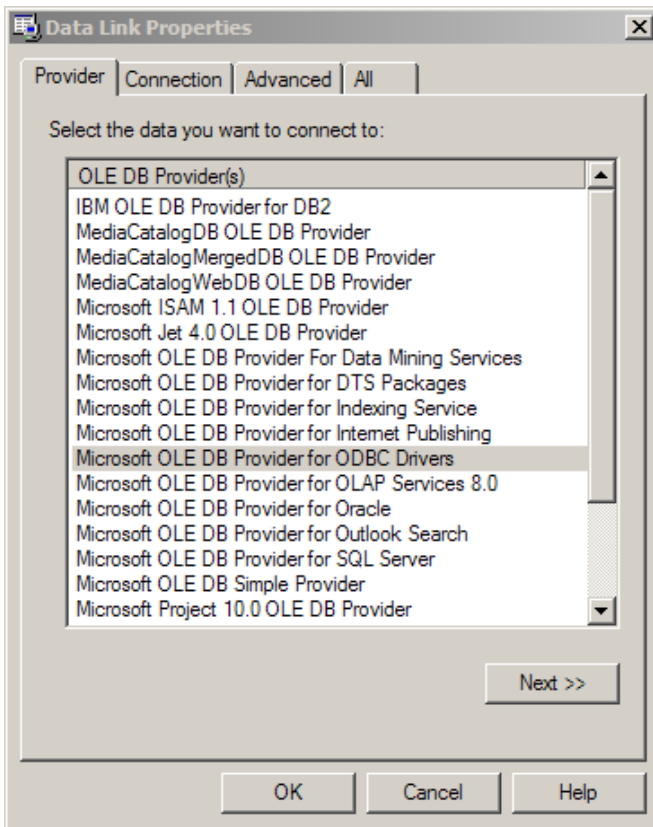 Data Link Properties
Provider Connection Advanced All
Select the data you want to connect to:
OLE DB Provider(s)
IBM OLE DB Provider for DB2
MediaCatalogDB OLE DB Provider
MediaCatalogMergedDB OLE DB Provider
MediaCatalogWebDB OLE DB Provider
Microsoft ISAM 1.1 OLE DB Provider
Microsoft Jet 4.0 OLE DB Provider
Microsoft OLE DB Provider For Data Mining Services
Microsoft OLE DB Provider for DTS Packages
Microsoft OLE DB Provider for Indexing Service
Microsoft OLE DB Provider for Internet Publishing
Microsoft OLE DB Provider for ODBC Drivers
Microsoft OLE DB Provider for OLAP Services 8.0
Microsoft OLE DB Provider for Oracle
Microsoft OLE DB Provider for Outlook Search
Microsoft OLE DB Provider for SQL Server
Microsoft OLE DB Simple Provider
Microsoft Project 10.0 OLE DB Provider
Next >>
OK Cancel Help